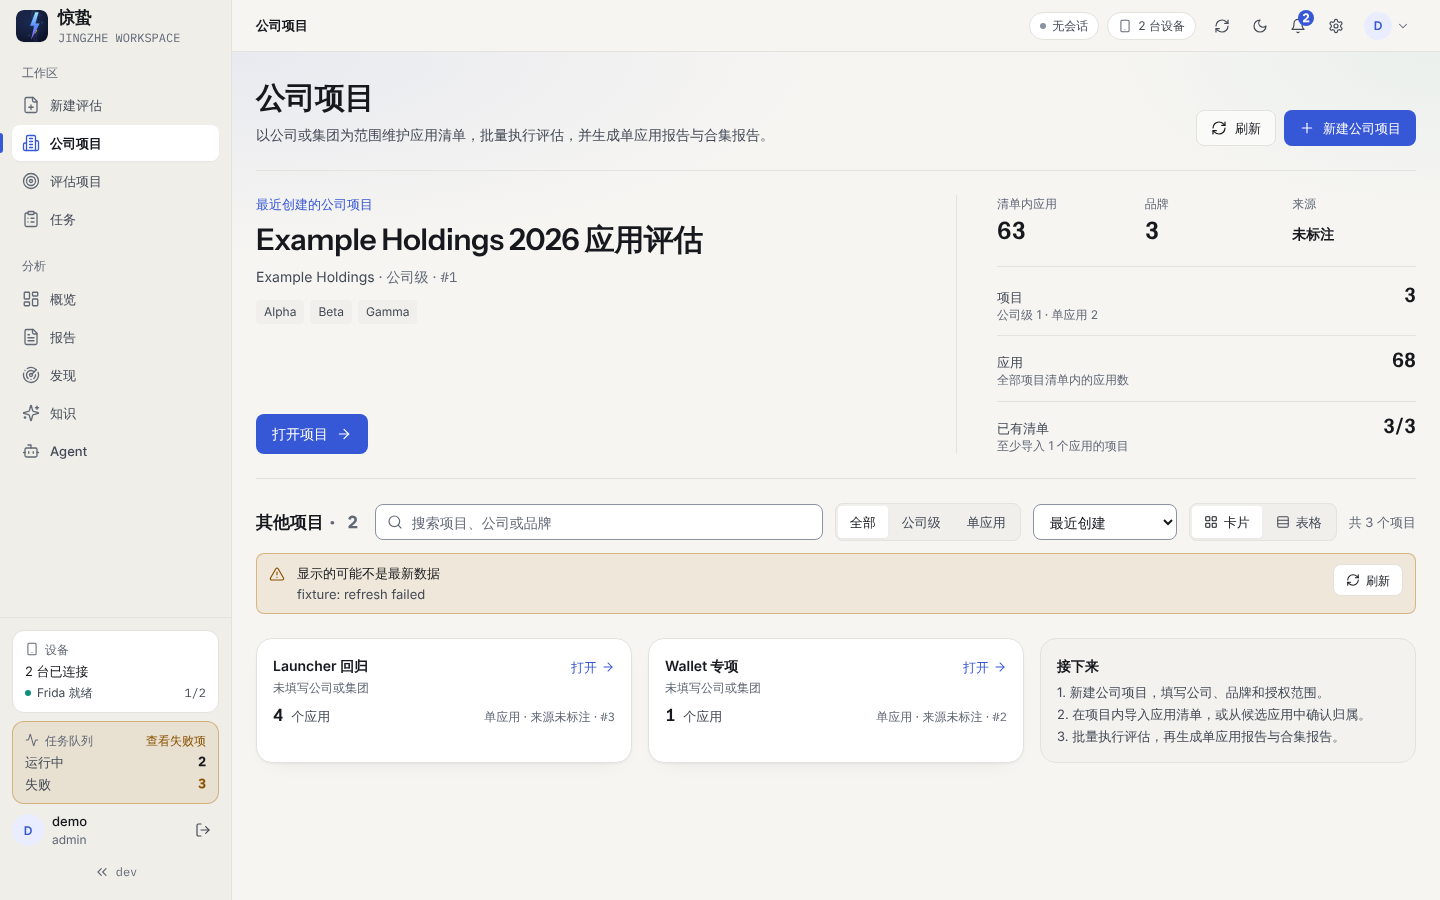 惊蛰
JINGZHE WORKSPACE
工作区
新建评估
公司项目
评估项目
任务
分析
概览
报告
发现
知识
Agent
设备
2 台已连接
Frida 就绪 1/2
任务队列 查看失败项
运行中 2
失败 3
D
demo
admin
dev
公司项目
无会话
2 台设备
2
D
公司项目
以公司或集团为范围维护应用清单，批量执行评估，并生成单应用报告与合集报告。
刷新
新建公司项目
最近创建的公司项目
Example Holdings 2026 应用评估
Example Holdings · 公司级 · #1
Alpha Beta Gamma
打开项目
清单内应用 品牌 来源
63 3 未标注
项目 3
公司级 1 · 单应用 2
应用 68
全部项目清单内的应用数
已有清单 3/3
至少导入 1 个应用的项目
其他项目 · 2
搜索项目、公司或品牌
全部 公司级 单应用
最近创建
卡片 表格
共 3 个项目
显示的可能不是最新数据
fixture: refresh failed
刷新
Launcher 回归 打开
未填写公司或集团
4 个应用 单应用 · 来源未标注 · #3
Wallet 专项 打开
未填写公司或集团
1 个应用 单应用 · 来源未标注 · #2
接下来
1. 新建公司项目，填写公司、品牌和授权范围。
2. 在项目内导入应用清单，或从候选应用中确认归属。
3. 批量执行评估，再生成单应用报告与合集报告。